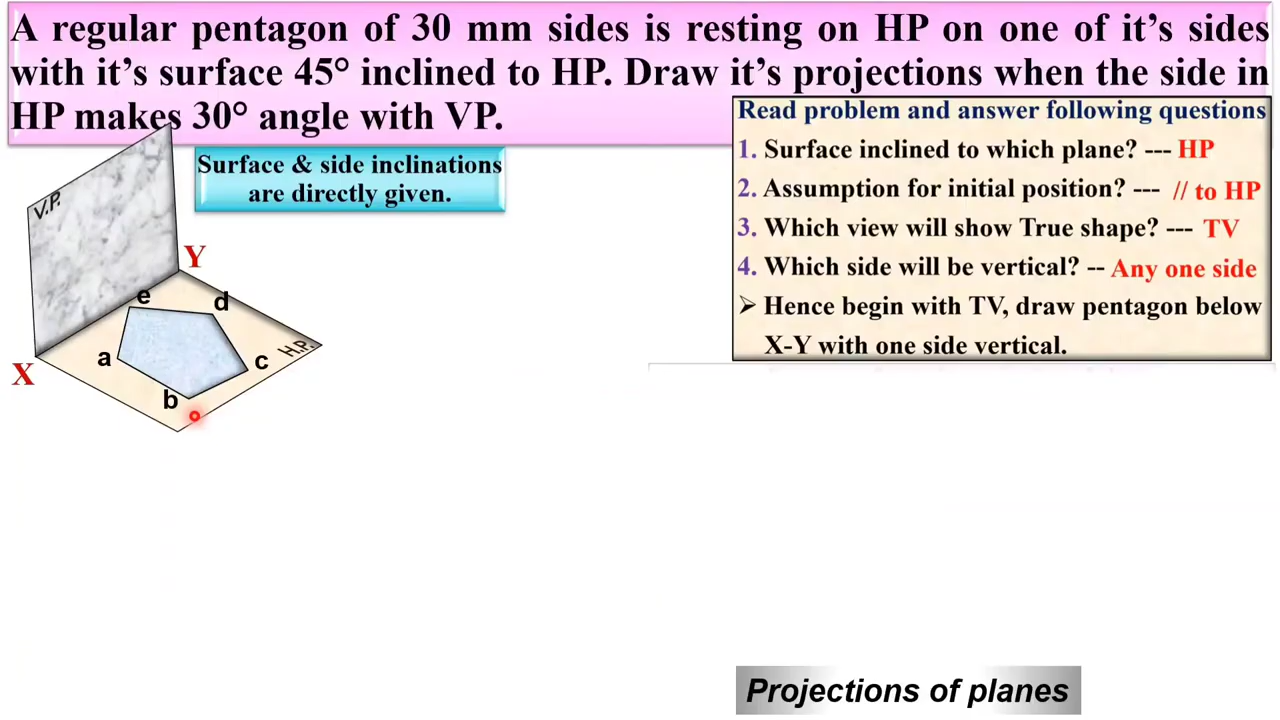 A regular pentagon of 30 mm sides is resting on HP on one of it's sides
with it's surface 45° inclined to HP. Draw it's projections when the side in
HP makes 30° angle with VP.
Surface & side inclinations
are directly given.
Read problem and answer following questions
1. Surface inclined to which plane? --- HP
2. Assumption for initial position? --- // to HP
3. Which view will show True shape? --- TV
4. Which side will be vertical? -- Any one side
➢ Hence begin with TV, draw pentagon below
X-Y with one side vertical.
V.P.
Y
e
d
a
c
H.P.
X
b
Projections of planes